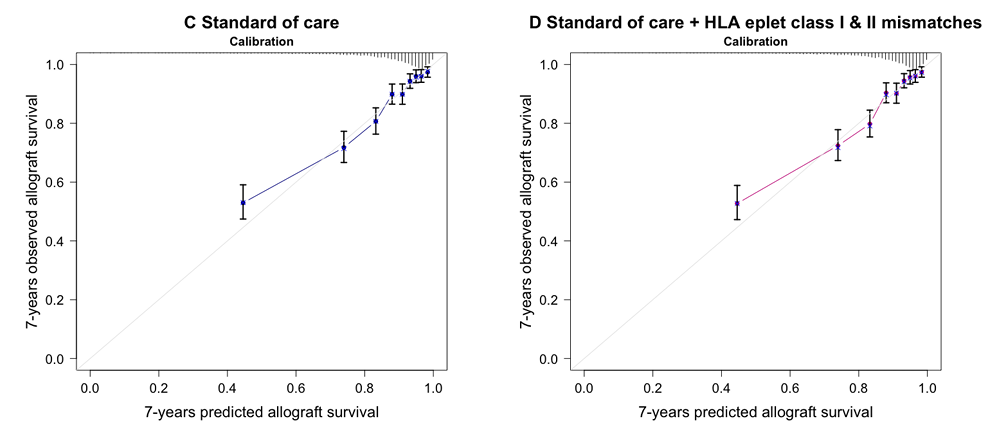 C Standard of care
Calibration
1.0
0.8
0.6
0.4
0.2
0.0
7-years observed allograft survival
0.0 0.2 0.4 0.6 0.8 1.0
7-years predicted allograft survival
D Standard of care + HLA eplet class I & II mismatches
Calibration
1.0
0.8
0.6
0.4
0.2
0.0
7-years observed allograft survival
0.0 0.2 0.4 0.6 0.8 1.0
7-years predicted allograft survival